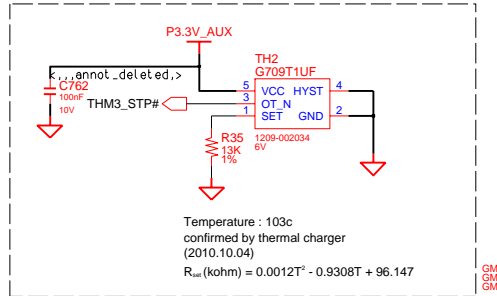 P3.3V_AUX
TH2
G709T1UF
<,,,annot_deleted,>
C762
100nF
10V
THM3_STP#
5 VCC HYST 4
3 OT_N
1 SET GND 2
R35
13K
1%
1209-002034
6V
Temperature : 103c
confirmed by thermal charger
(2010.10.04)
Rset (kohm) = 0.0012T² - 0.9308T + 96.147
GM
GM
GM